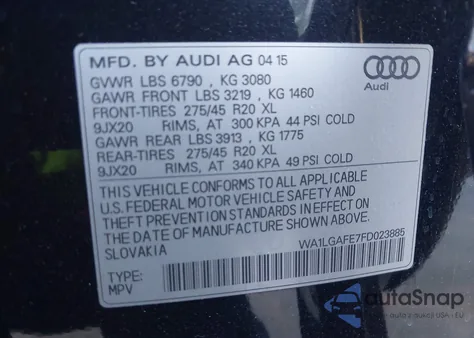 MFD. BY AUDI AG 04 15
GVWR LBS 6790 , KG 3080
GAWR FRONT LBS 3219 , KG 1460
FRONT-TIRES 275/45 R20 XL
9JX20 RIMS, AT 300 KPA 44 PSI COLD
GAWR REAR LBS 3913 , KG 1775
REAR-TIRES 275/45 R20 XL
9JX20 RIMS, AT 340 KPA 49 PSI COLD
THIS VEHICLE CONFORMS TO ALL APPLICABLE
U.S. FEDERAL MOTOR VEHICLE SAFETY AND
THEFT PREVENTION STANDARDS IN EFFECT ON
THE DATE OF MANUFACTURE SHOWN ABOVE
SLOVAKIA
WA1LGAFE7FD023885
TYPE:
MPV
Audi
autoSnap